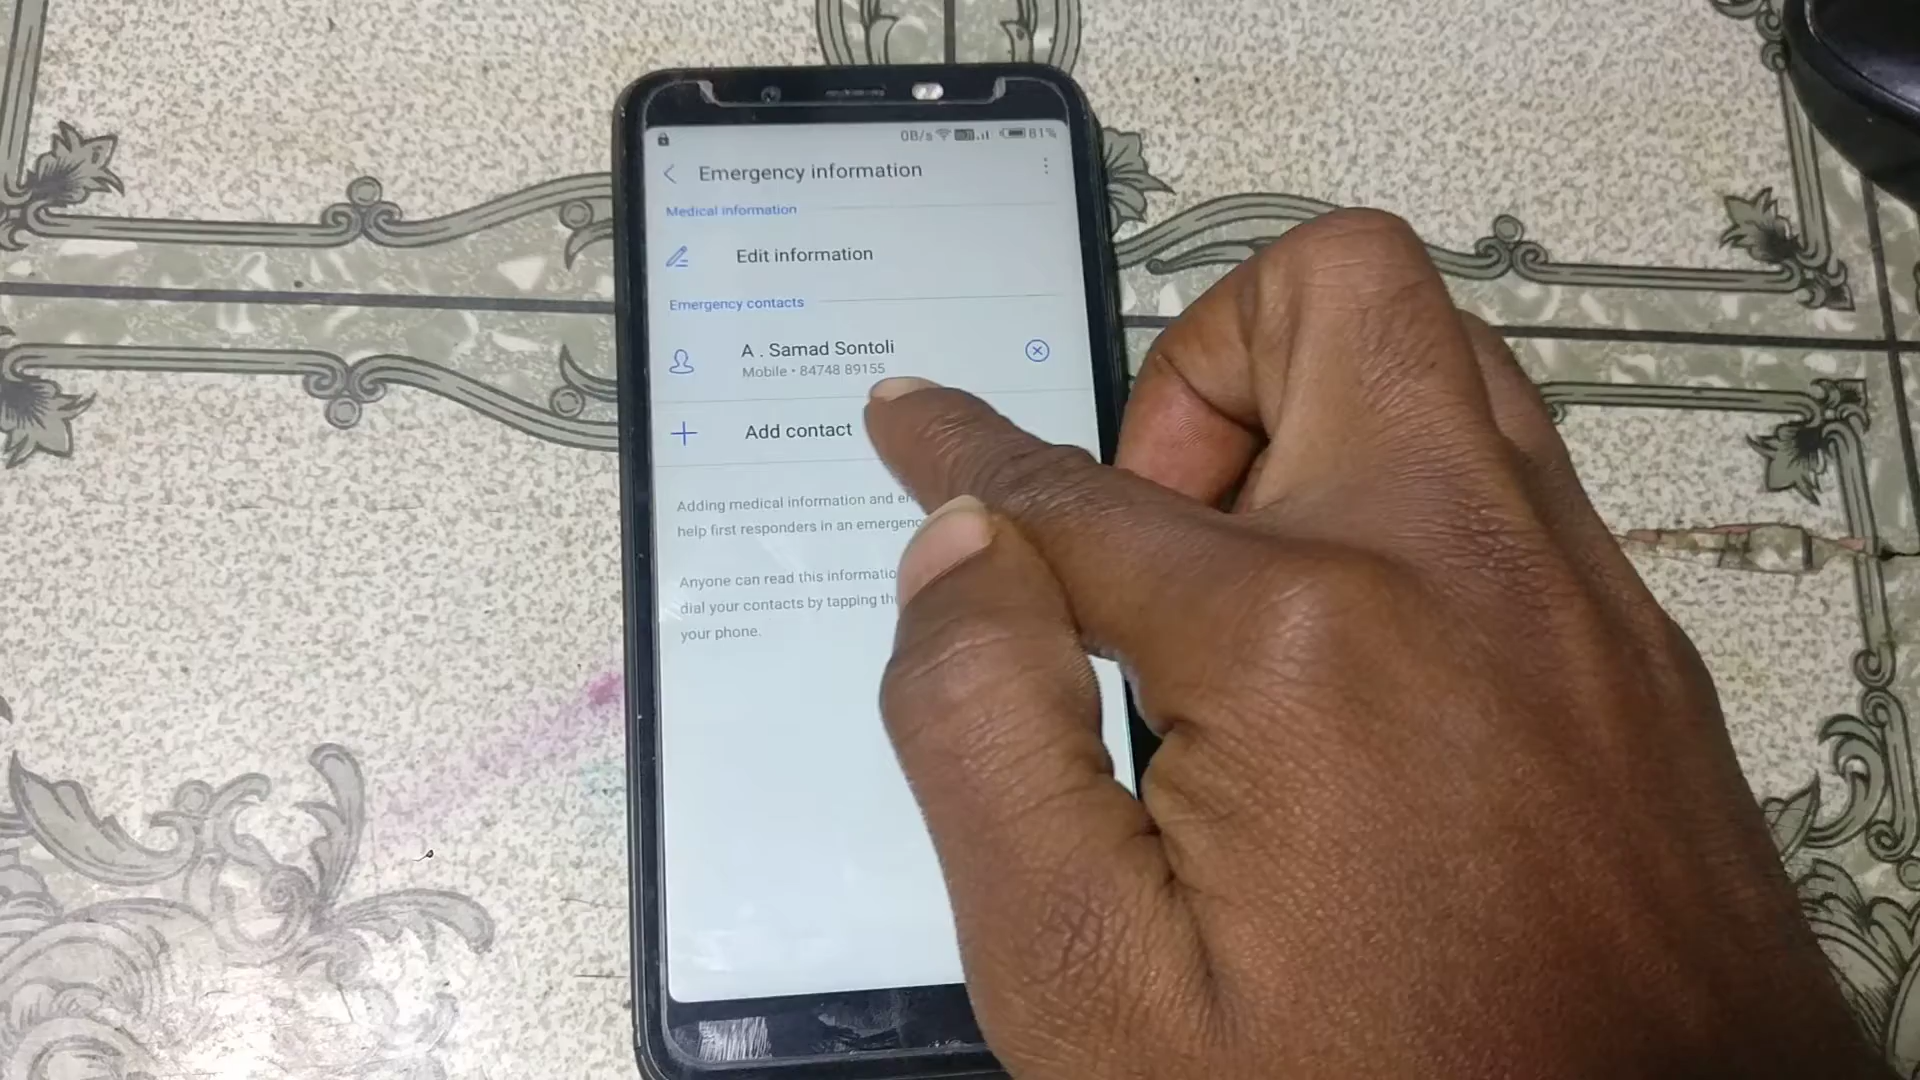 0B/s 81%
Emergency information
Medical information
Edit information
Emergency contacts
A . Samad Sontoli
Mobile • 84748 89155
Add contact
Adding medical information and
help first responders in an
Anyone can read this
dial your contacts by tapping
your phone.